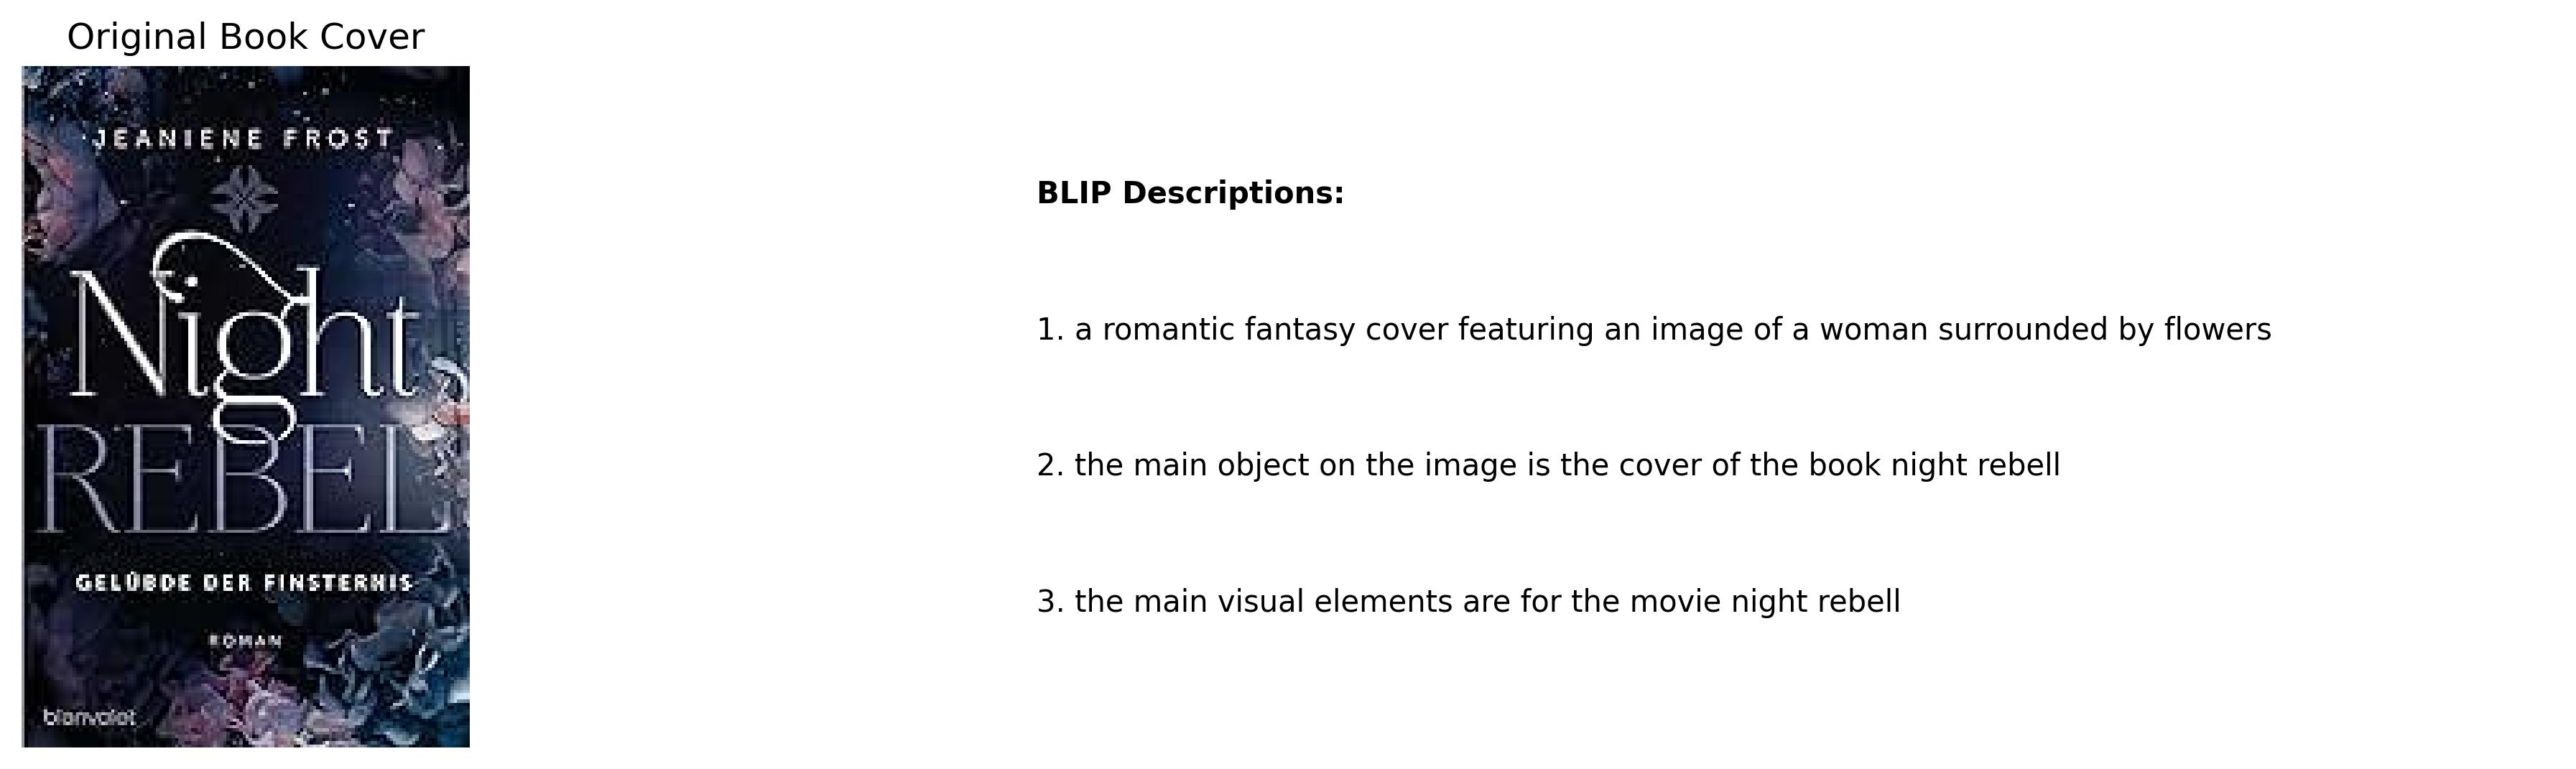 Original Book Cover
JEANIENE FROST
Night
REBEL
GELÜBDE DER FINSTERNIS
ROMAN
blanvalet
BLIP Descriptions:
1. a romantic fantasy cover featuring an image of a woman surrounded by flowers
2. the main object on the image is the cover of the book night rebell
3. the main visual elements are for the movie night rebell